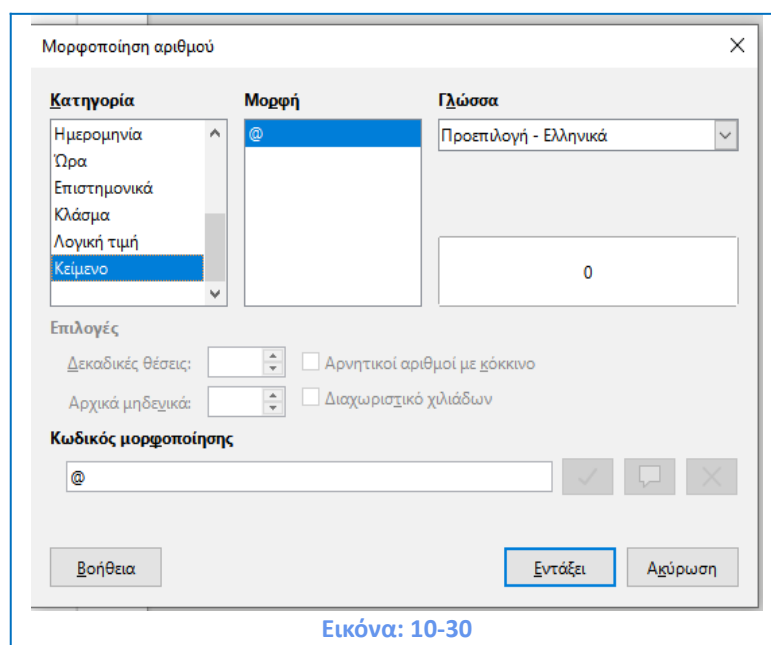 Μορφοποίηση αριθμού
Κατηγορία Μορφή Γλώσσα
Ημερομηνία @ Προεπιλογή - Ελληνικά
Ώρα
Επιστημονικά
Κλάσμα
Λογική τιμή
Κείμενο 0
Επιλογές
Δεκαδικές θέσεις: Αρνητικοί αριθμοί με κόκκινο
Αρχικά μηδενικά: Διαχωριστικό χιλιάδων
Κωδικός μορφοποίησης
@
Βοήθεια Εντάξει Ακύρωση
Εικόνα: 10-30